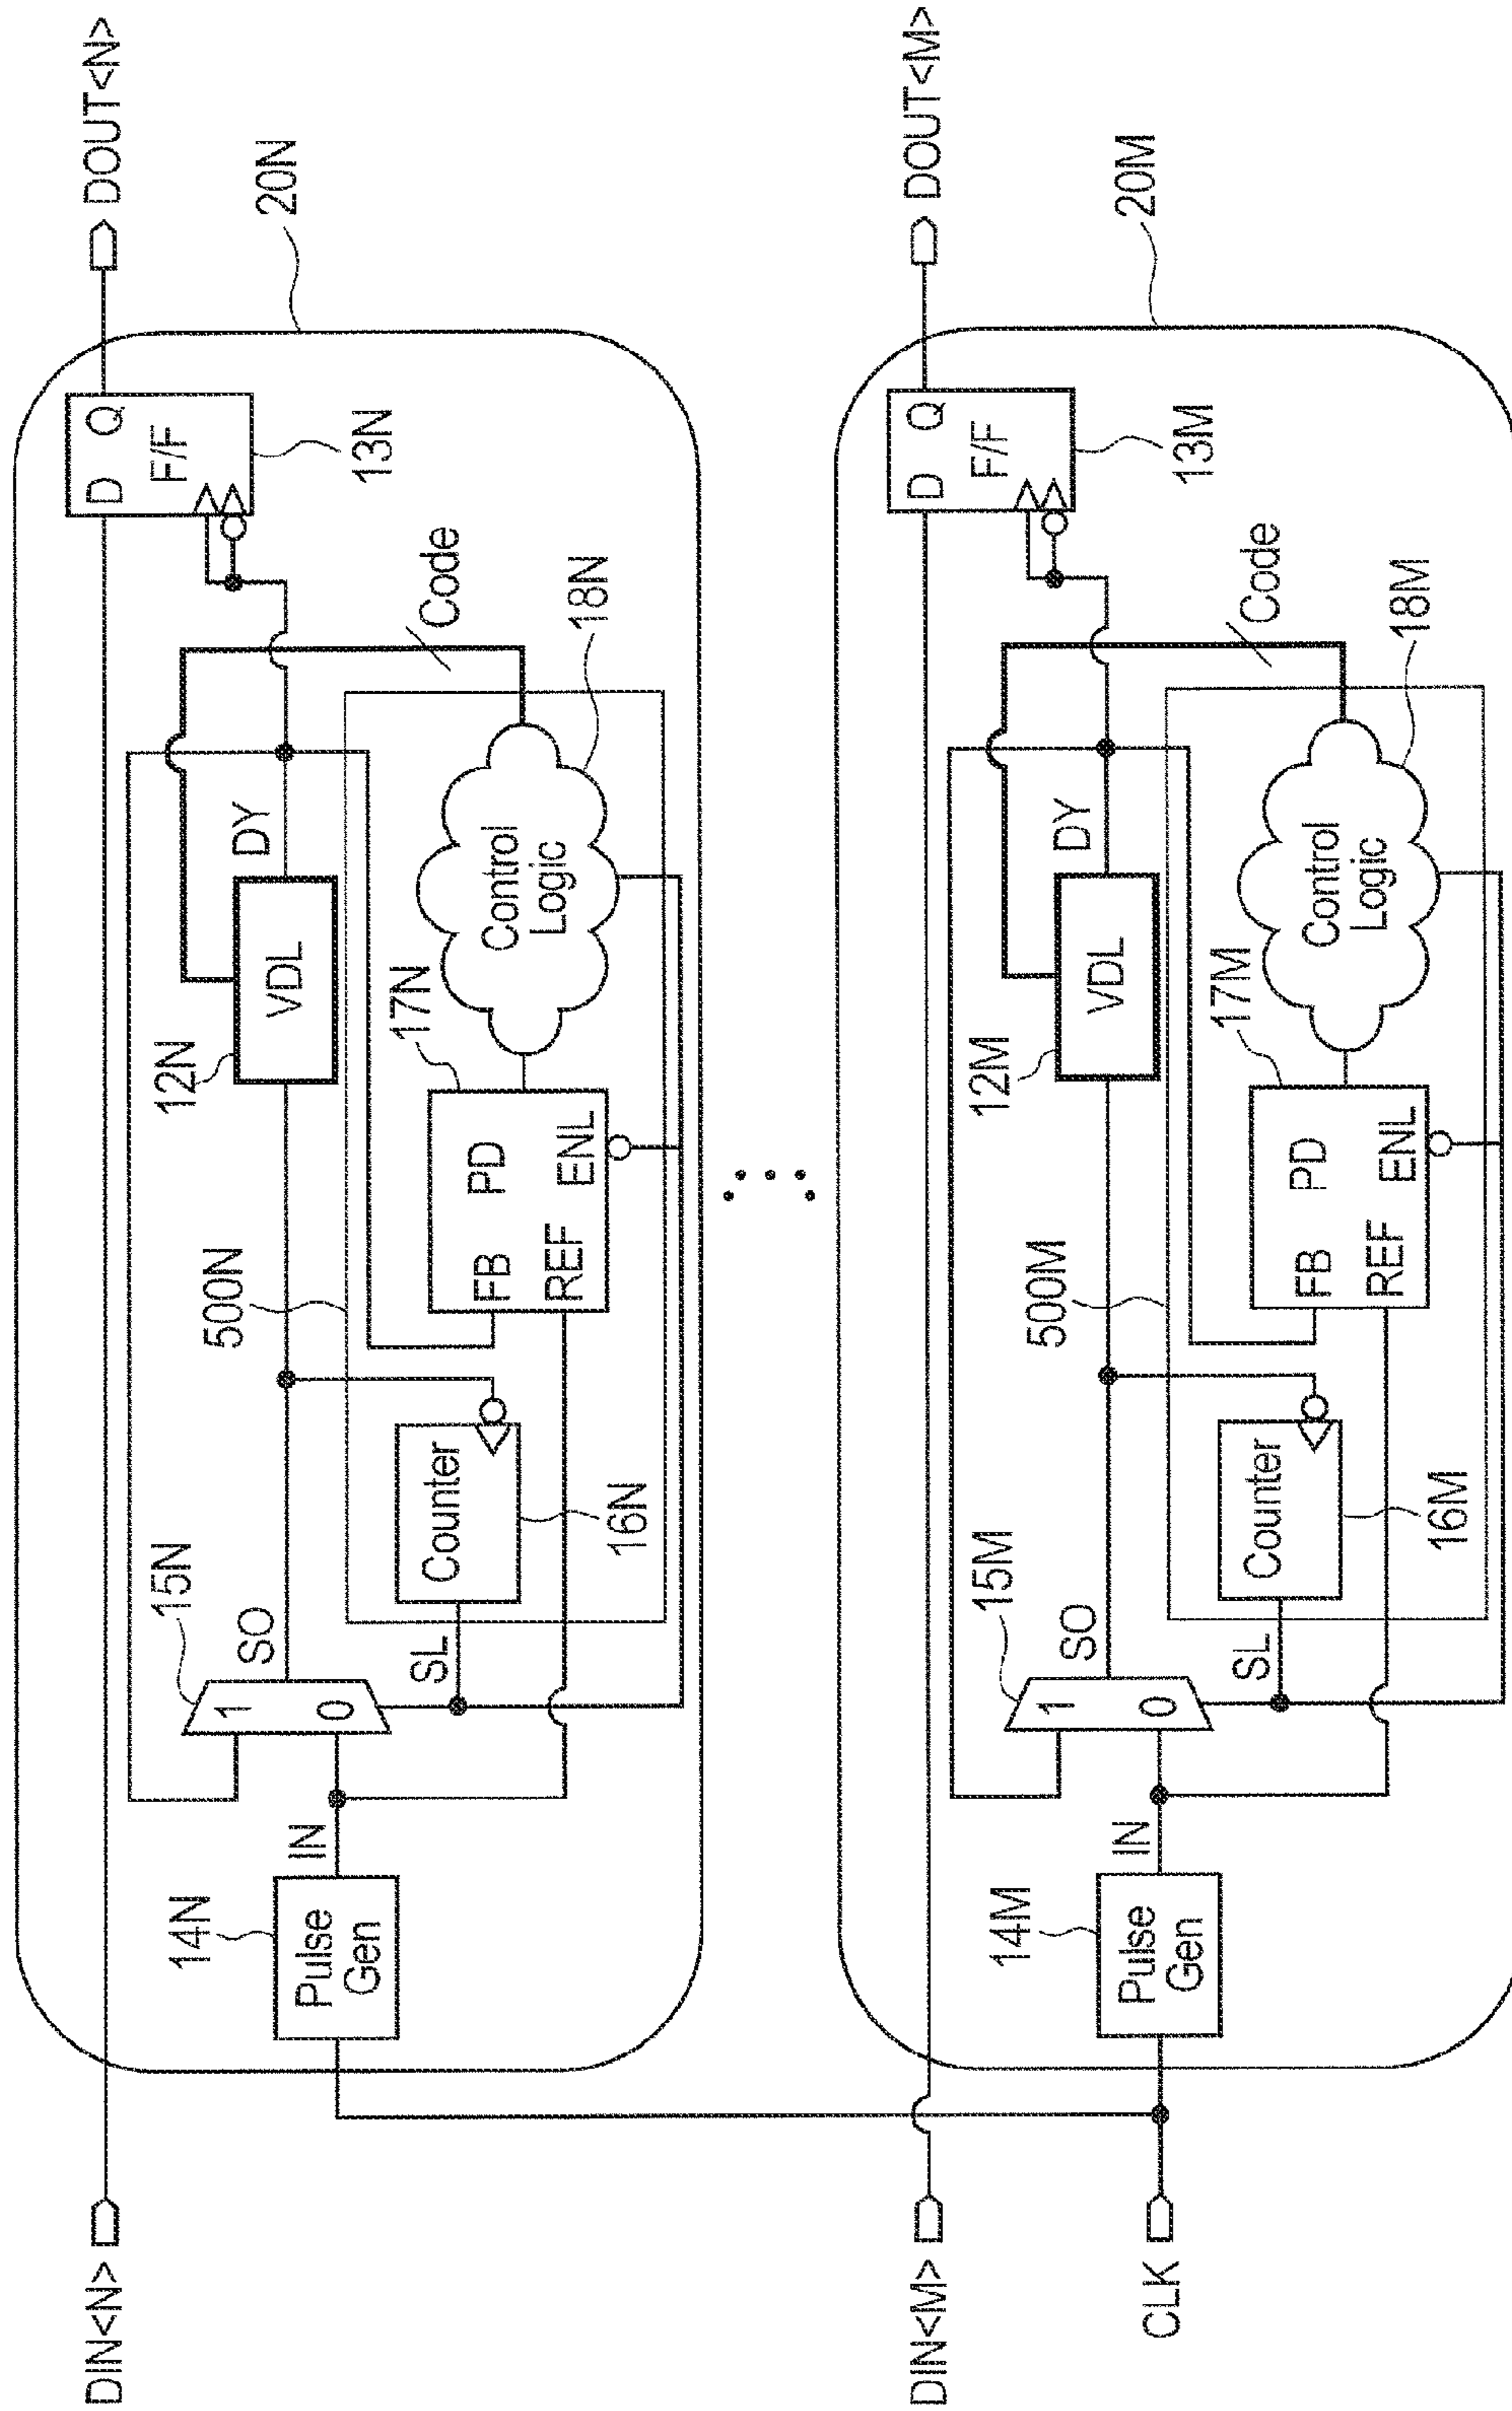 DIN<N>
DOUT<N>
20N
14N
Pulse
Gen
IN
15N
1
0
SO
SL
500N
Counter
16N
12N
VDL
DY
17N
FB
PD
REF
ENL
Control
Logic
18N
Code
D Q
F/F
13N
DIN<M>
DOUT<M>
20M
CLK
14M
Pulse
Gen
IN
15M
1
0
SO
SL
500M
Counter
16M
12M
VDL
DY
17M
FB
PD
REF
ENL
Control
Logic
18M
Code
D Q
F/F
13M